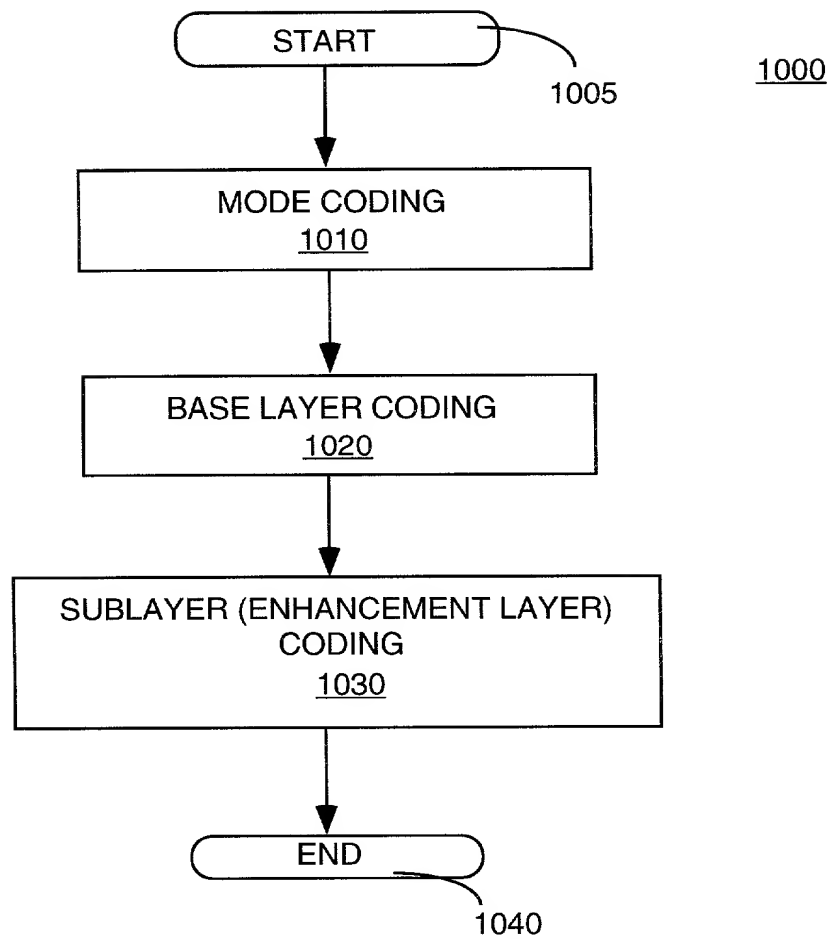 START
1005
1000
MODE CODING
1010
BASE LAYER CODING
1020
SUBLAYER (ENHANCEMENT LAYER)
CODING
1030
END
1040